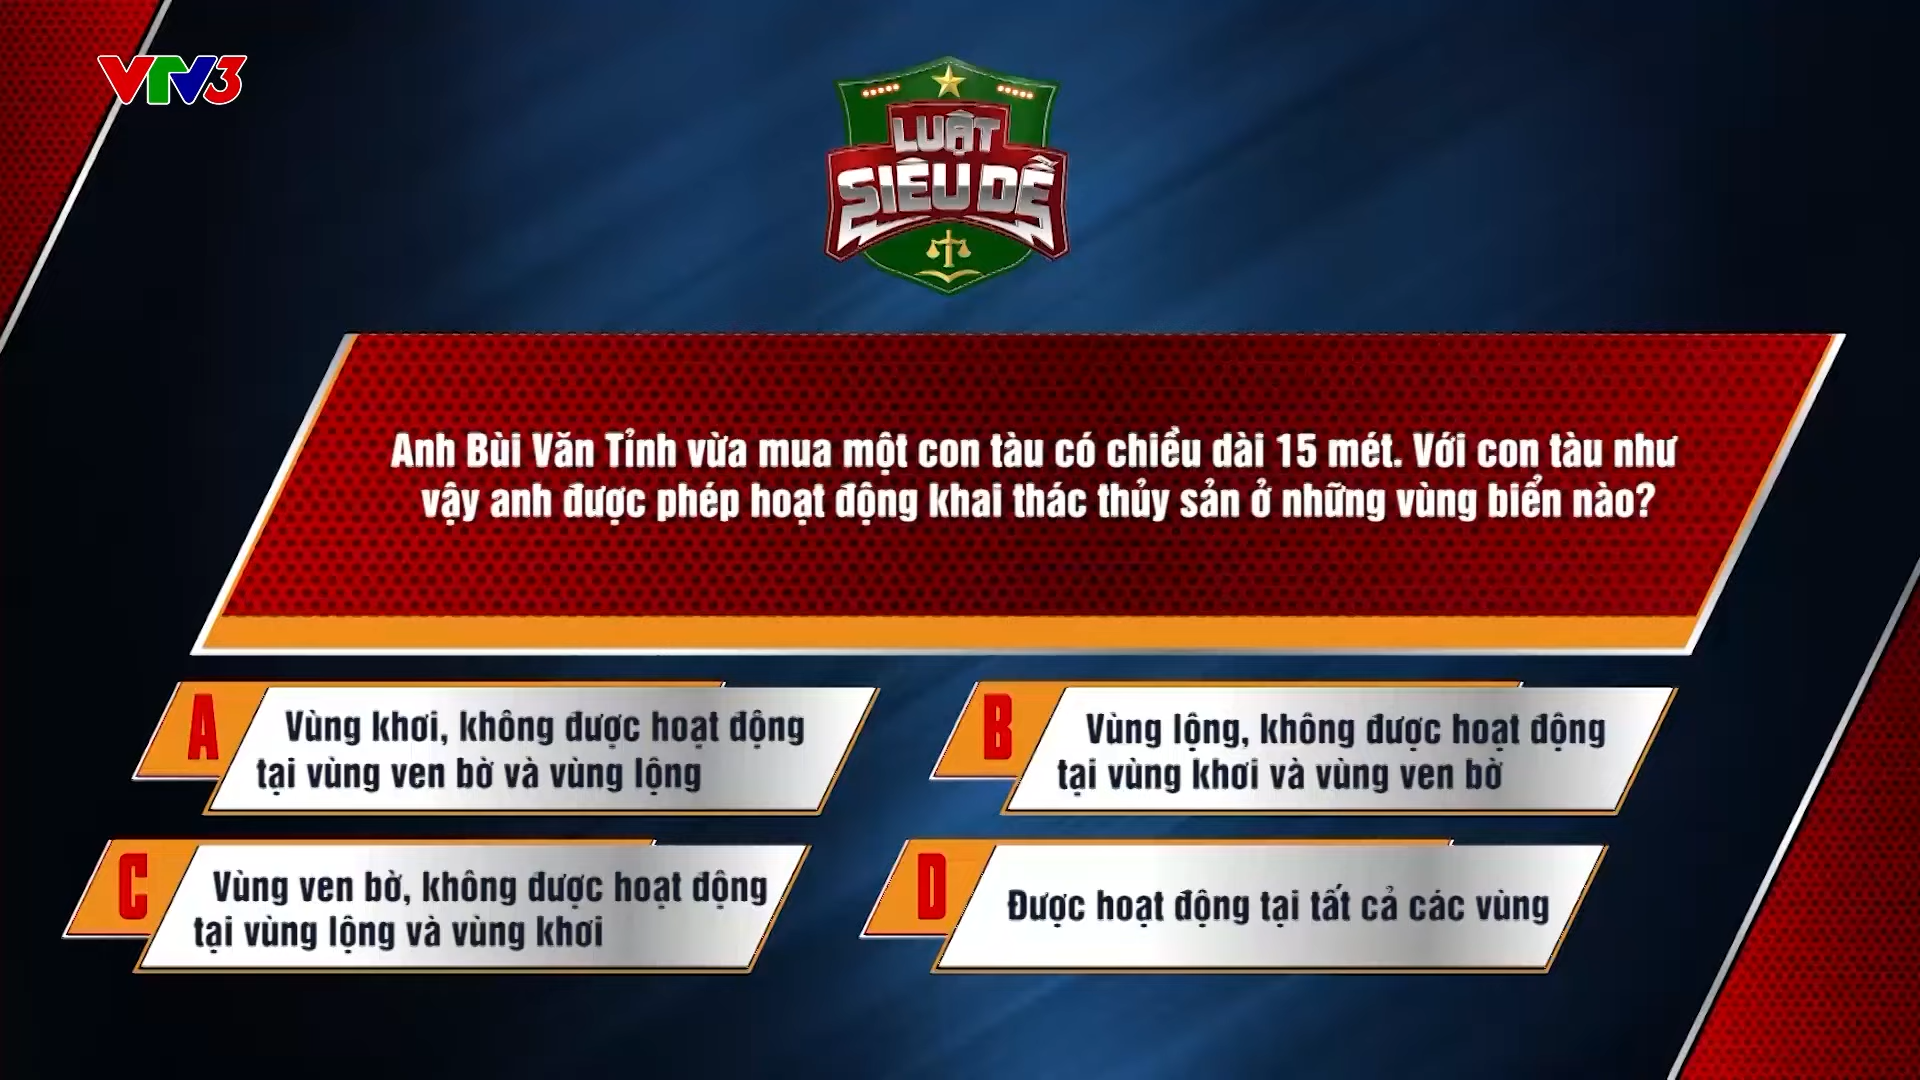 VTV3
LUẬT
SIÊU DỄ
Anh Bùi Văn Tỉnh vừa mua một con tàu có chiều dài 15 mét. Với con tàu như
vậy anh được phép hoạt động khai thác thủy sản ở những vùng biển nào?
A
Vùng khơi, không được hoạt động
tại vùng ven bờ và vùng lộng
B
Vùng lộng, không được hoạt động
tại vùng khơi và vùng ven bờ
C
Vùng ven bờ, không được hoạt động
tại vùng lộng và vùng khơi
D
Được hoạt động tại tất cả các vùng